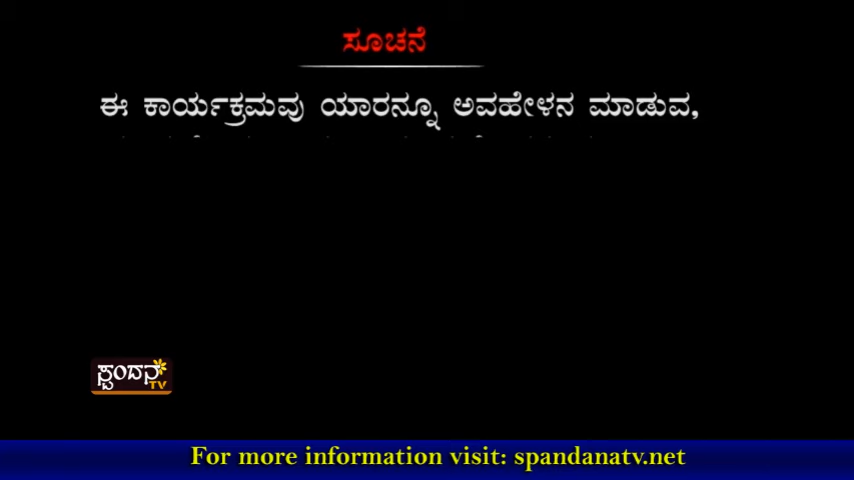 ಸೂಚನೆ
ಈ ಕಾರ್ಯಕ್ರಮವು ಯಾರನ್ನೂ ಅವಹೇಳನ ಮಾಡುವ,
ಸ್ಪಂದನ TV
For more information visit: spandanatv.net